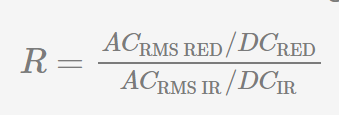 R = AC_RMS RED/DC_RED
AC_RMS IR/DC_IR